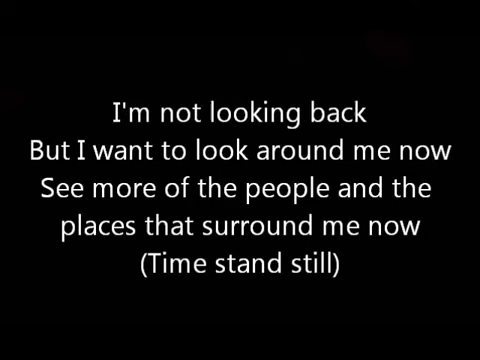 I'm not looking back
But I want to look around me now
See more of the people and the
places that surround me now
(Time stand still)